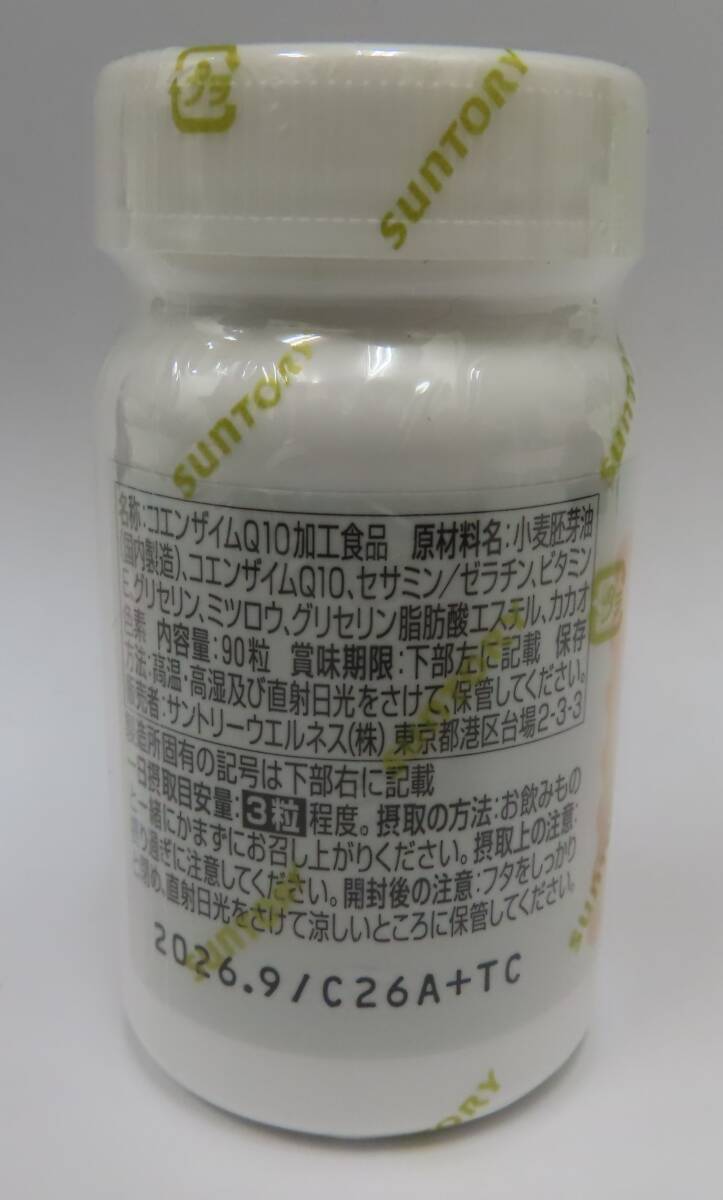 プラ
SUNTORY
SUNTORY
名称:コエンザイムQ10加工食品 原材料名:小麦胚芽油
(国内製造)、コエンザイムQ10、セサミン/ゼラチン、ビタミン
E、グリセリン、ミツロウ、グリセリン脂肪酸エステル、カカオ
色素 内容量:90粒 賞味期限:下部左に記載 保存
方法:高温・高湿及び直射日光をさけて、保管してください。
販売者:サントリーウエルネス(株) 東京都港区台場2-3-3
製造所固有の記号は下部右に記載
一日摂取目安量:3粒程度。摂取の方法:お飲みもの
と一緒にかまずにお召し上がりください。摂取上の注意:
過ぎに注意してください。開封後の注意:フタをしっかり
閉め、直射日光をさけて涼しいところに保管してください。
プラ
SUNTORY
SUNTORY
2026.9/C26A+TC
SUNTORY